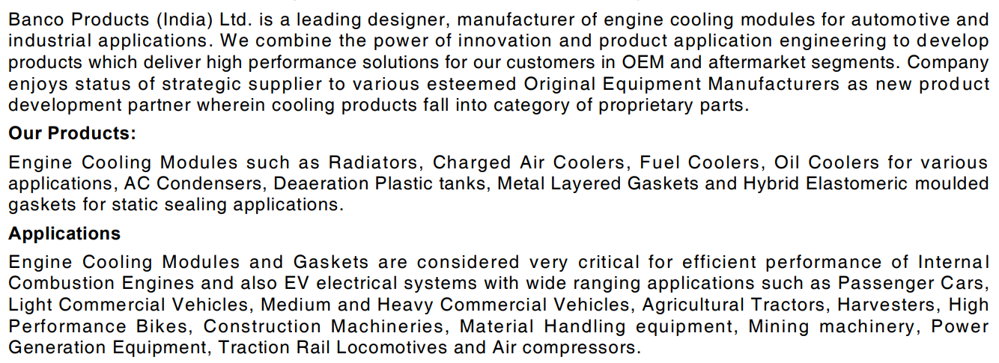 Banco Products (India) Ltd. is a leading designer, manufacturer of engine cooling modules for automotive and
industrial applications. We combine the power of innovation and product application engineering to develop
products which deliver high performance solutions for our customers in OEM and aftermarket segments. Company
enjoys status of strategic supplier to various esteemed Original Equipment Manufacturers as new product
development partner wherein cooling products fall into category of proprietary parts.
Our Products:
Engine Cooling Modules such as Radiators, Charged Air Coolers, Fuel Coolers, Oil Coolers for various
applications, AC Condensers, Deaeration Plastic tanks, Metal Layered Gaskets and Hybrid Elastomeric moulded
gaskets for static sealing applications.
Applications
Engine Cooling Modules and Gaskets are considered very critical for efficient performance of Internal
Combustion Engines and also EV electrical systems with wide ranging applications such as Passenger Cars,
Light Commercial Vehicles, Medium and Heavy Commercial Vehicles, Agricultural Tractors, Harvesters, High
Performance Bikes, Construction Machineries, Material Handling equipment, Mining machinery, Power
Generation Equipment, Traction Rail Locomotives and Air compressors.